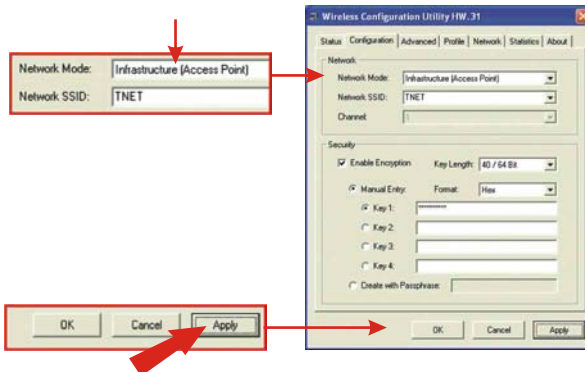 Network Mode: Infrastructure (Access Point)
Network SSID: TNET
OK Cancel Apply
Wireless Configuration Utility HW.31
Status Configuration Advanced Profile Network Statistics About
Network
Network Mode: Infrastructure (Access Point)
Network SSID: TNET
Channel: 1
Security
Enable Encryption Key Length: 40 / 64 Bit
Manual Entry: Format: Hex
Key 1: **********
Key 2:
Key 3:
Key 4:
Create with Passphrase:
OK Cancel Apply